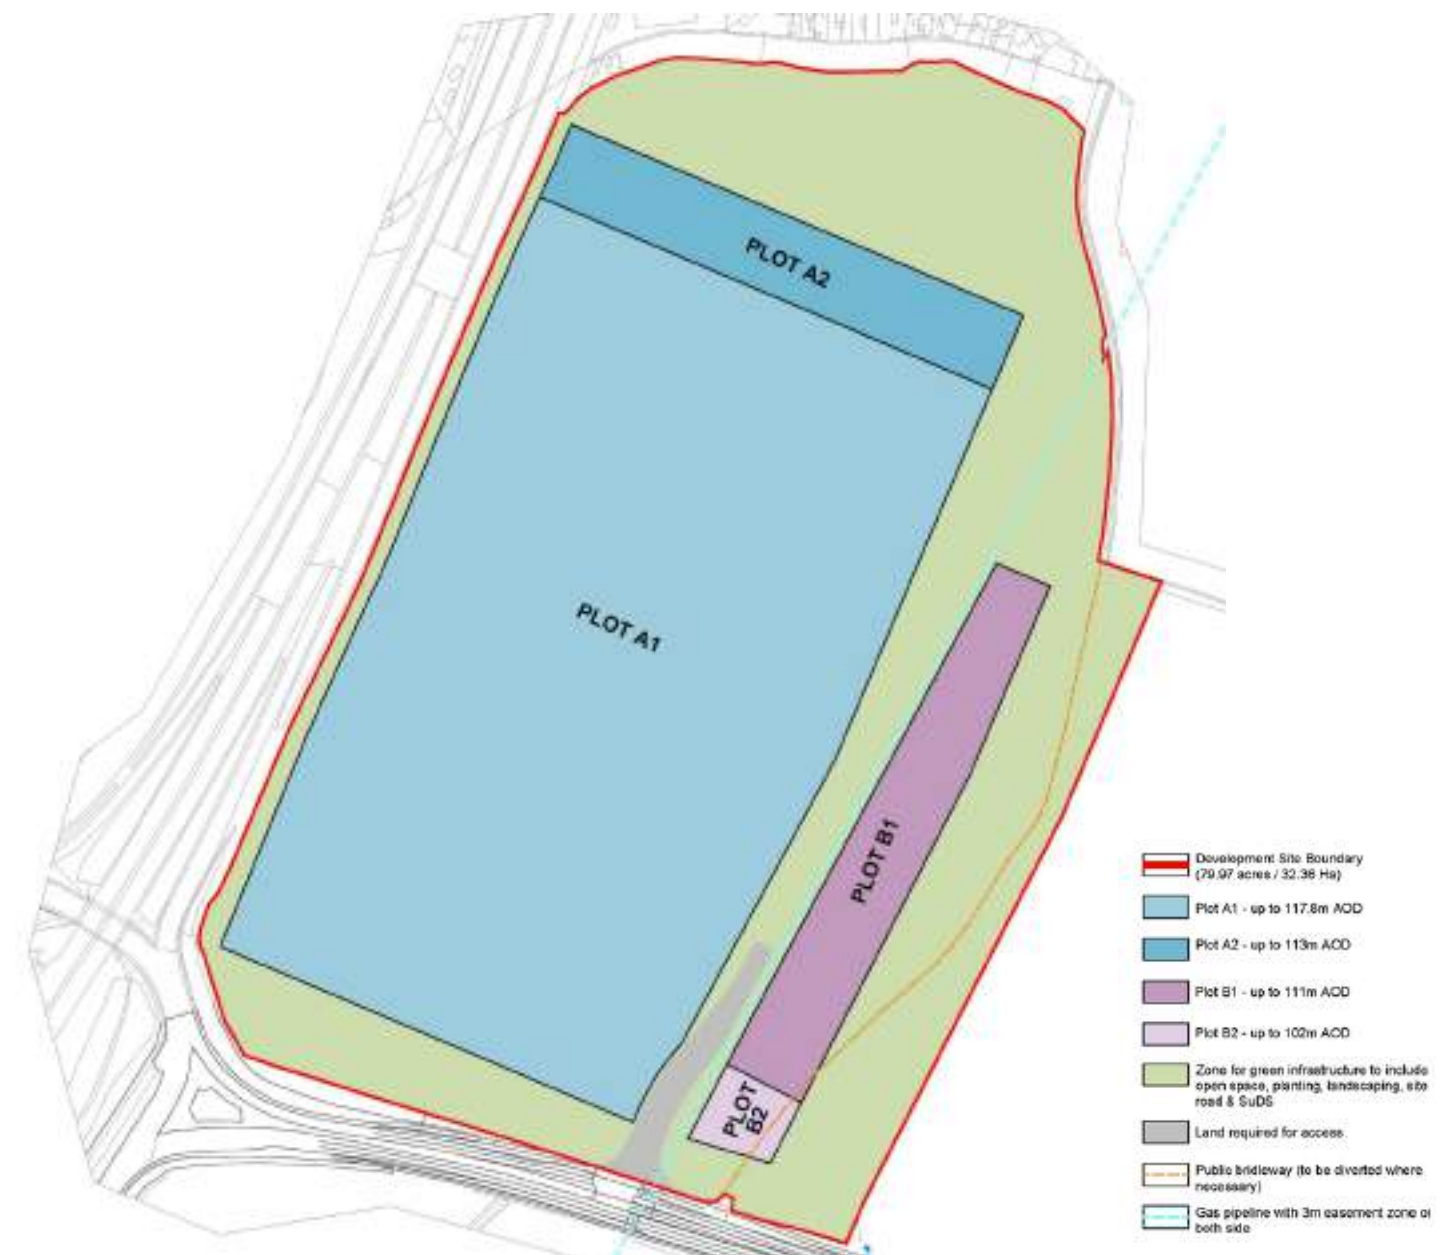 PLOT A2
PLOT A1
PLOT B1
PLOT
B2
Development Site Boundary
(79.97 acres / 32.36 Ha)
Plot A1 - up to 117.8m AOD
Plot A2 - up to 113m AOD
Plot B1 - up to 111m AOD
Plot B2 - up to 102m AOD
Zone for green infrastructure to include
open space, planting, landscaping, site
road & SuDS
Land required for access
Public bridleway (to be diverted where
necessary)
Gas pipeline with 3m easement zone o
both side